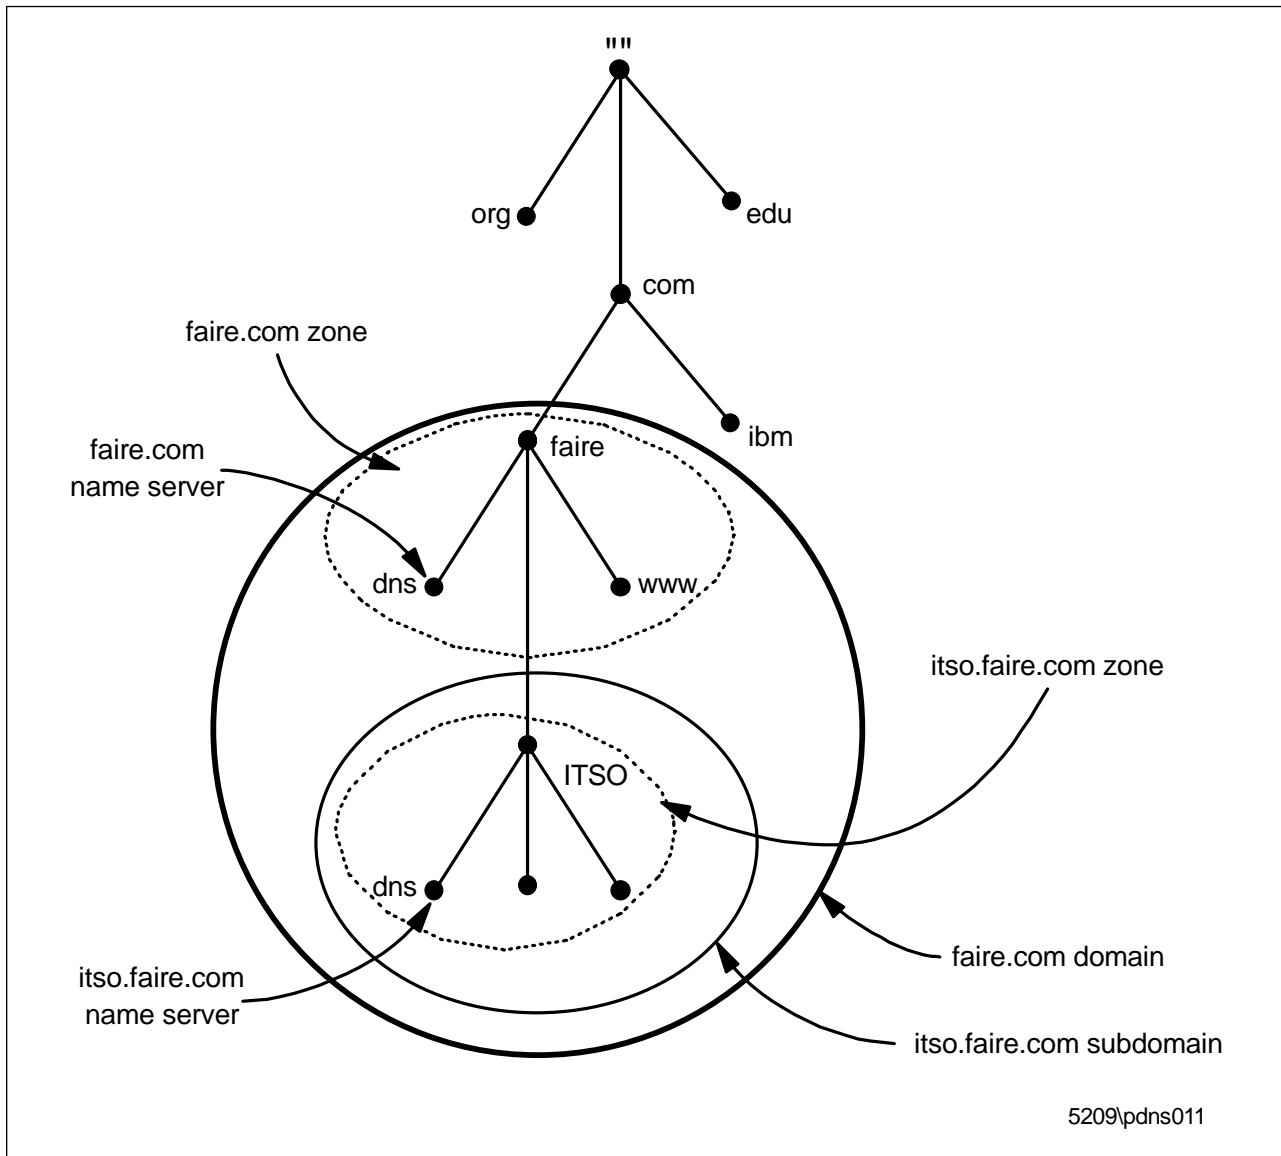 ""
org
edu
com
faire.com zone
ibm
faire
faire.com
name server
dns
www
itso.faire.com zone
ITSO
dns
faire.com domain
itso.faire.com
name server
itso.faire.com subdomain
5209\pdns011